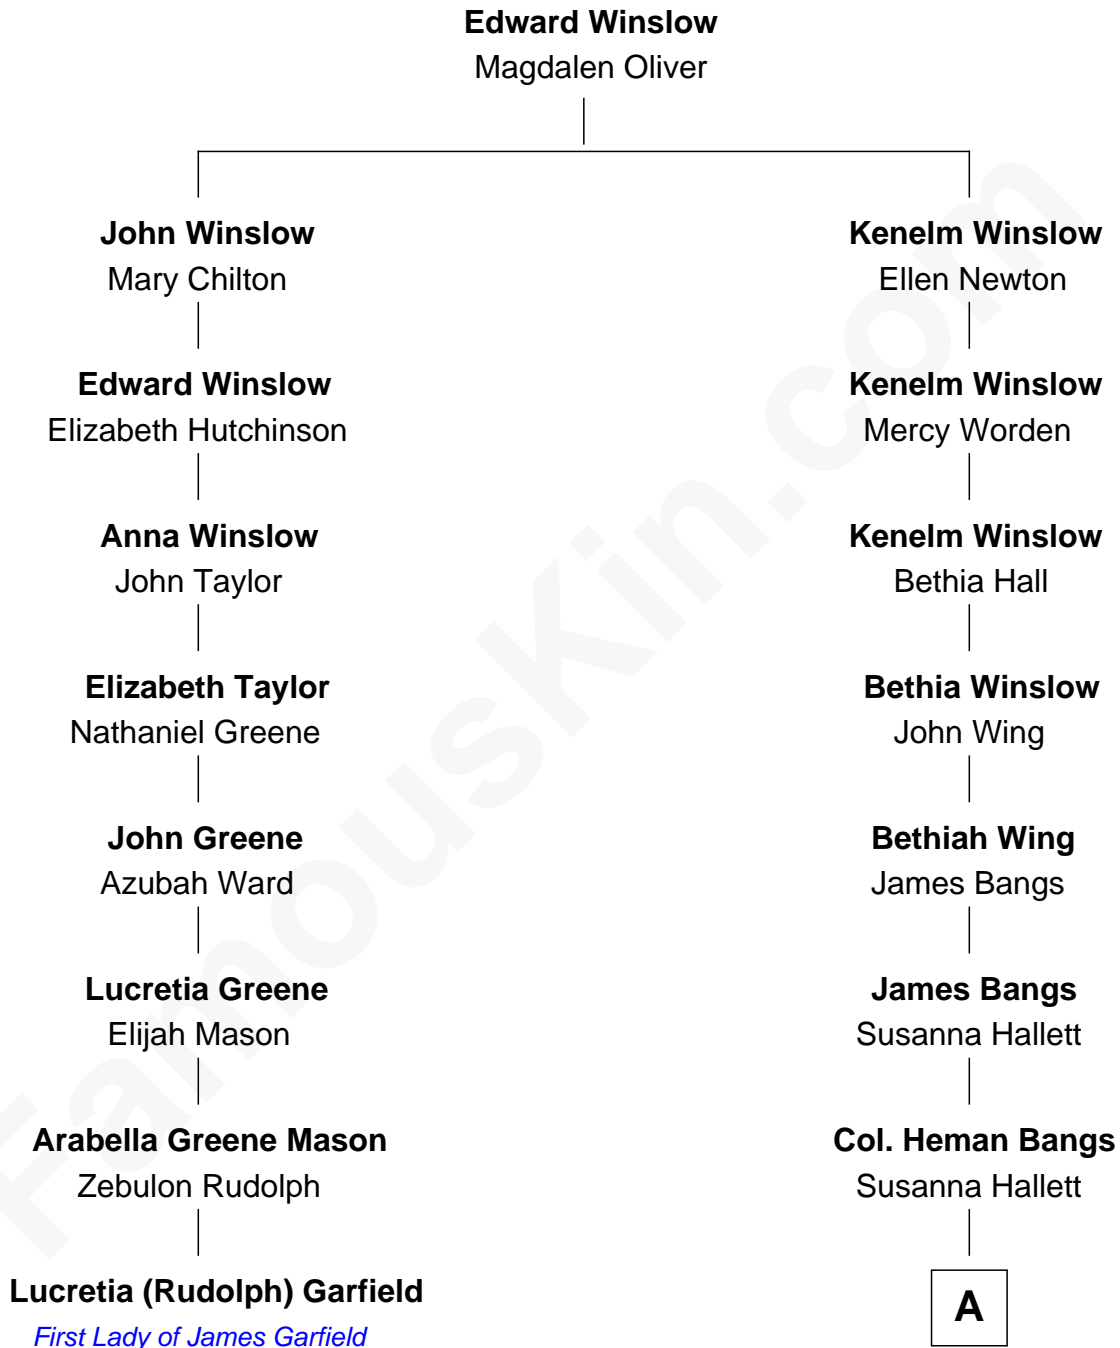 Edward Winslow
Magdalen Oliver
John Winslow
Mary Chilton
Kenelm Winslow
Ellen Newton
Edward Winslow
Elizabeth Hutchinson
Kenelm Winslow
Mercy Worden
Anna Winslow
John Taylor
Kenelm Winslow
Bethia Hall
Elizabeth Taylor
Nathaniel Greene
Bethia Winslow
John Wing
John Greene
Azubah Ward
Bethiah Wing
James Bangs
Lucretia Greene
Elijah Mason
James Bangs
Susanna Hallett
Arabella Greene Mason
Zebulon Rudolph
Col. Heman Bangs
Susanna Hallett
Lucretia (Rudolph) Garfield
First Lady of James Garfield
A
FamousKin.com